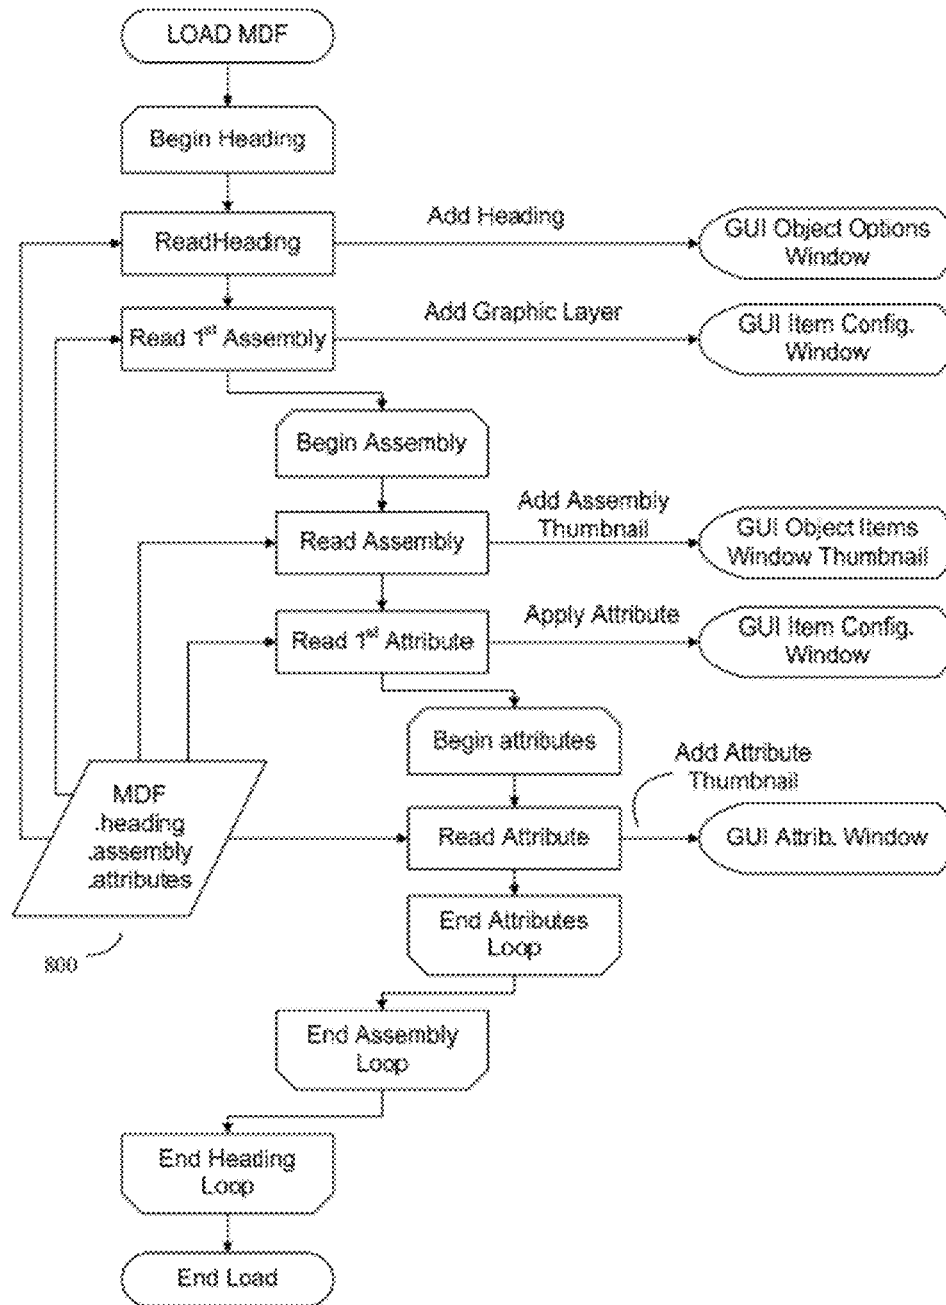 LOAD MDF
Begin Heading
ReadHeading
Add Heading
GUI Object Options
Window
Read 1st Assembly
Add Graphic Layer
GUI Item Config.
Window
Begin Assembly
Read Assembly
Add Assembly
Thumbnail
GUI Object Items
Window Thumbnail
Read 1st Attribute
Apply Attribute
GUI Item Config.
Window
Begin attributes
Add Attribute
Thumbnail
MDF
.heading
.assembly
.attributes
Read Attribute
GUI Attrib. Window
800
End Attributes
Loop
End Assembly
Loop
End Heading
Loop
End Load